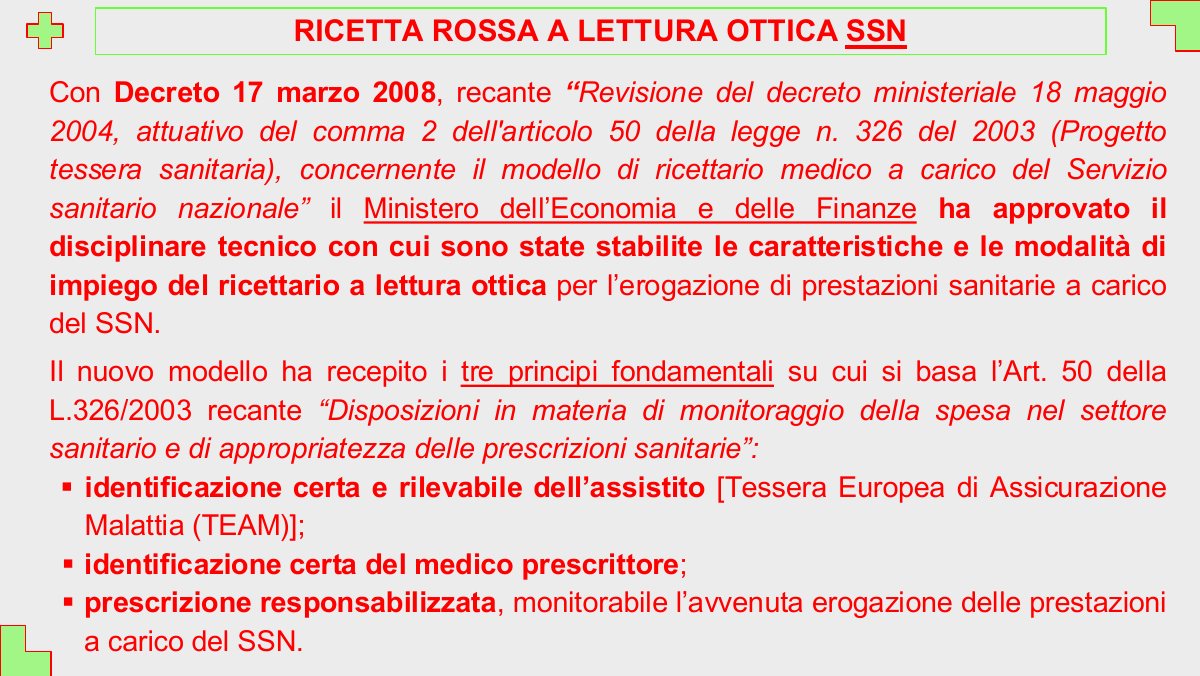 RICETTA ROSSA A LETTURA OTTICA SSN
Con Decreto 17 marzo 2008, recante “Revisione del decreto ministeriale 18 maggio
2004, attuativo del comma 2 dell'articolo 50 della legge n. 326 del 2003 (Progetto
tessera sanitaria), concernente il modello di ricettario medico a carico del Servizio
sanitario nazionale” il Ministero dell’Economia e delle Finanze ha approvato il
disciplinare tecnico con cui sono state stabilite le caratteristiche e le modalità di
impiego del ricettario a lettura ottica per l’erogazione di prestazioni sanitarie a carico
del SSN.
Il nuovo modello ha recepito i tre principi fondamentali su cui si basa l’Art. 50 della
L.326/2003 recante “Disposizioni in materia di monitoraggio della spesa nel settore
sanitario e di appropriatezza delle prescrizioni sanitarie”:
▪ identificazione certa e rilevabile dell’assistito [Tessera Europea di Assicurazione
Malattia (TEAM)];
▪ identificazione certa del medico prescrittore;
▪ prescrizione responsabilizzata, monitorabile l’avvenuta erogazione delle prestazioni
a carico del SSN.